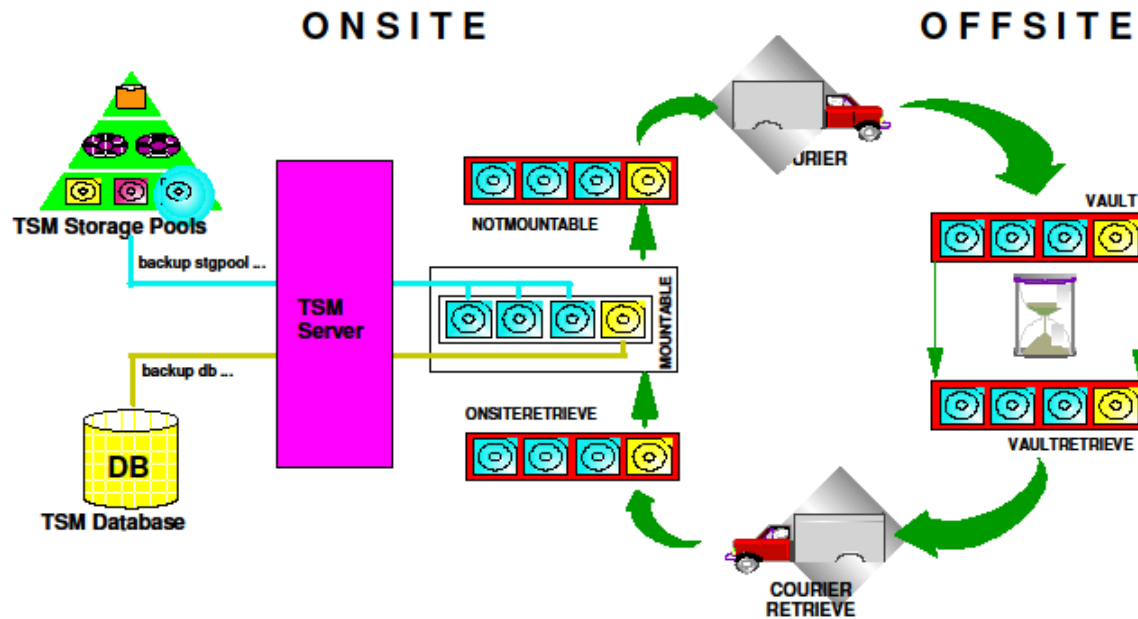 ONSITE
OFFSITE
URIER
NOTMOUNTABLE
VAULT
TSM Storage Pools
backup stgpool ...
TSM
Server
MOUNTABLE
backup db ...
ONSITERETRIEVE
VAULTRETRIEVE
DB
TSM Database
COURIER
RETRIEVE